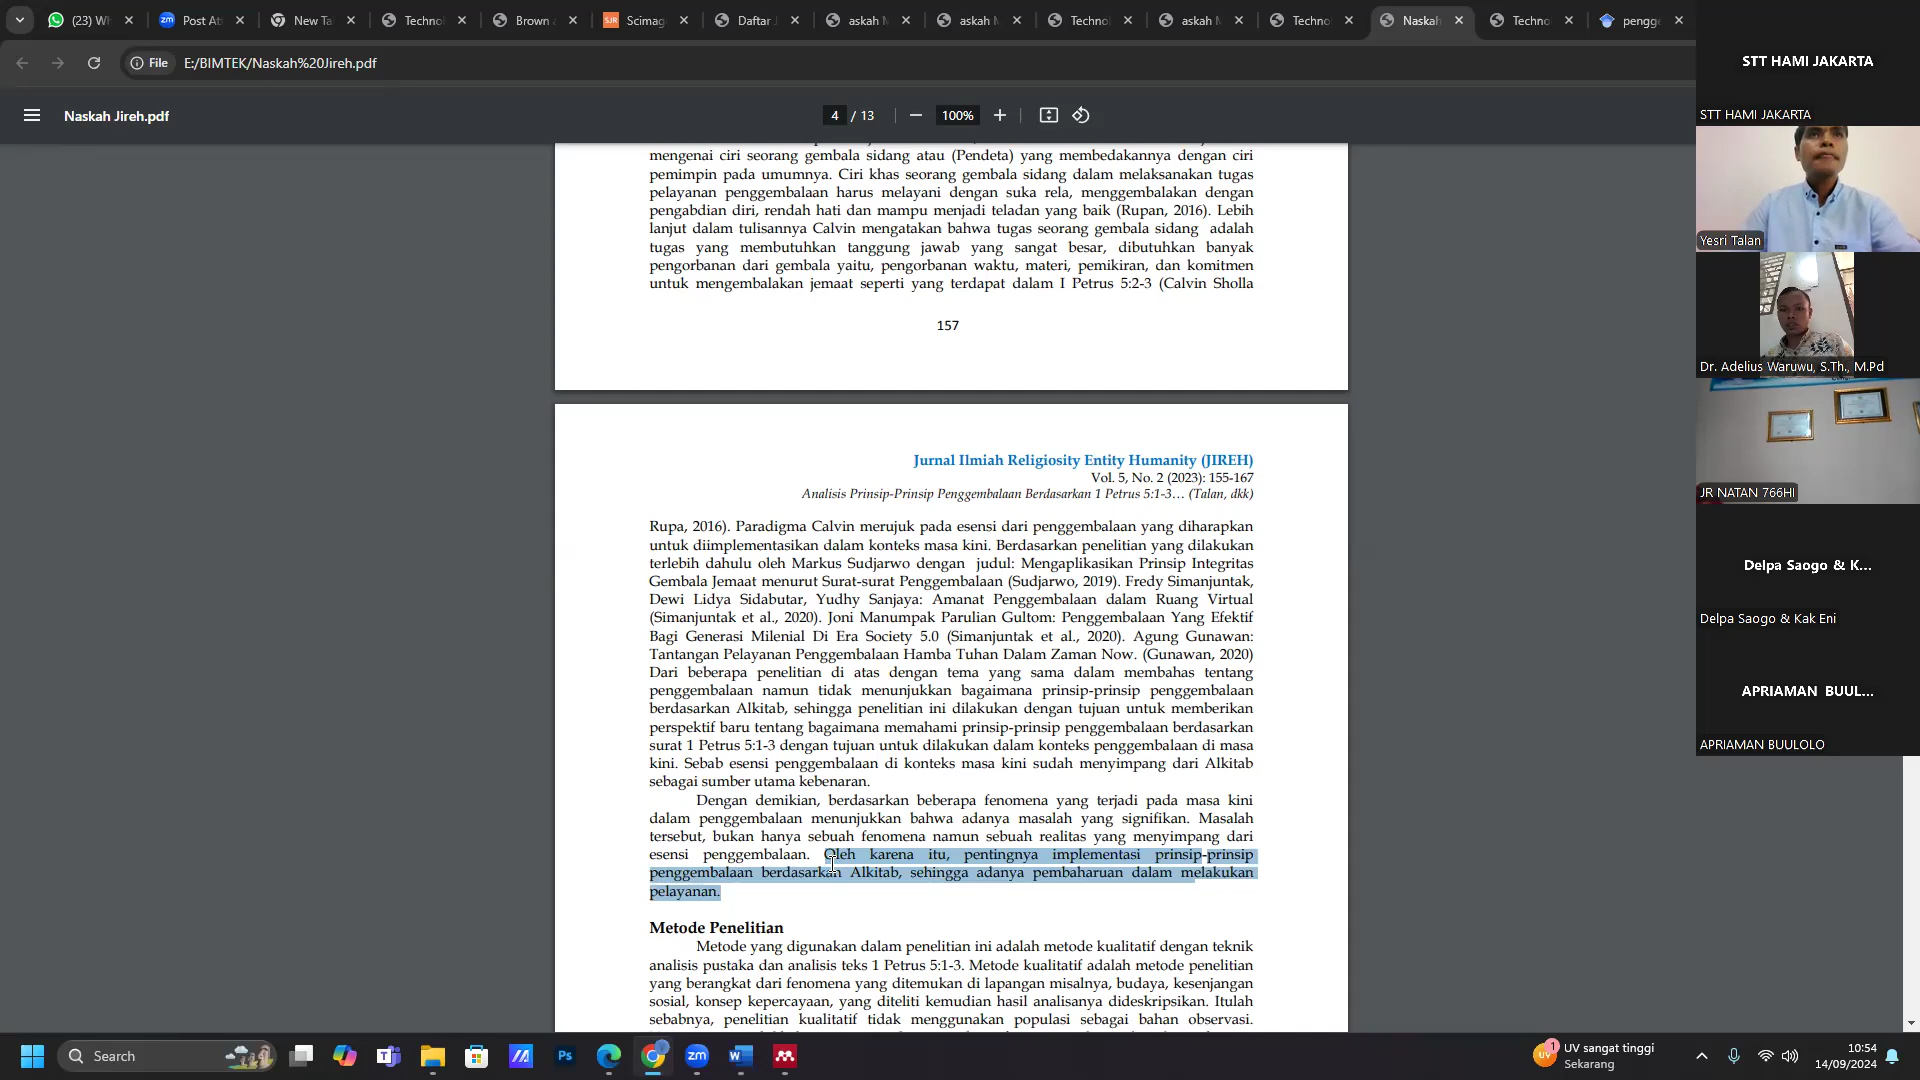 (23) W
Post At
New Ta
Techno
Brown a
SJR
Scimag
Daftar J
askah M
askah M
Techno
askah M
Techno
Naskah
Techno
pengge
File
E:/BIMTEK/Naskah%20Jireh.pdf
Naskah Jireh.pdf
4 / 13
100%
mengenai ciri seorang gembala sidang atau (Pendeta) yang membedakannya dengan ciri
pemimpin pada umumnya. Ciri khas seorang gembala sidang dalam melaksanakan tugas
pelayanan penggembalaan harus melayani dengan suka rela, menggembalakan dengan
pengabdian diri, rendah hati dan mampu menjadi teladan yang baik (Rupan, 2016). Lebih
lanjut dalam tulisannya Calvin mengatakan bahwa tugas seorang gembala sidang adalah
tugas yang membutuhkan tanggung jawab yang sangat besar, dibutuhkan banyak
pengorbanan dari gembala yaitu, pengorbanan waktu, materi, pemikiran, dan komitmen
untuk mengembalakan jemaat seperti yang terdapat dalam I Petrus 5:2-3 (Calvin Sholla
157
Jurnal Ilmiah Religiosity Entity Humanity (JIREH)
Vol. 5, No. 2 (2023): 155-167
Analisis Prinsip-Prinsip Penggembalaan Berdasarkan 1 Petrus 5:1-3… (Talan, dkk)
Rupa, 2016). Paradigma Calvin merujuk pada esensi dari penggembalaan yang diharapkan
untuk diimplementasikan dalam konteks masa kini. Berdasarkan penelitian yang dilakukan
terlebih dahulu oleh Markus Sudjarwo dengan judul: Mengaplikasikan Prinsip Integritas
Gembala Jemaat menurut Surat-surat Penggembalaan (Sudjarwo, 2019). Fredy Simanjuntak,
Dewi Lidya Sidabutar, Yudhy Sanjaya: Amanat Penggembalaan dalam Ruang Virtual
(Simanjuntak et al., 2020). Joni Manumpak Parulian Gultom: Penggembalaan Yang Efektif
Bagi Generasi Milenial Di Era Society 5.0 (Simanjuntak et al., 2020). Agung Gunawan:
Tantangan Pelayanan Penggembalaan Hamba Tuhan Dalam Zaman Now. (Gunawan, 2020)
Dari beberapa penelitian di atas dengan tema yang sama dalam membahas tentang
penggembalaan namun tidak menunjukkan bagaimana prinsip-prinsip penggembalaan
berdasarkan Alkitab, sehingga penelitian ini dilakukan dengan tujuan untuk memberikan
perspektif baru tentang bagaimana memahami prinsip-prinsip penggembalaan berdasarkan
surat 1 Petrus 5:1-3 dengan tujuan untuk dilakukan dalam konteks penggembalaan di masa
kini. Sebab esensi penggembalaan di konteks masa kini sudah menyimpang dari Alkitab
sebagai sumber utama kebenaran.
Dengan demikian, berdasarkan beberapa fenomena yang terjadi pada masa kini
dalam penggembalaan menunjukkan bahwa adanya masalah yang signifikan. Masalah
tersebut, bukan hanya sebuah fenomena namun sebuah realitas yang menyimpang dari
esensi penggembalaan. Oleh karena itu, pentingnya implementasi prinsip-prinsip
penggembalaan berdasarkan Alkitab, sehingga adanya pembaharuan dalam melakukan
pelayanan.
Metode Penelitian
Metode yang digunakan dalam penelitian ini adalah metode kualitatif dengan teknik
analisis pustaka dan analisis teks 1 Petrus 5:1-3. Metode kualitatif adalah metode penelitian
yang berangkat dari fenomena yang ditemukan di lapangan misalnya, budaya, kesenjangan
sosial, konsep kepercayaan, yang diteliti kemudian hasil analisanya dideskripsikan. Itulah
sebabnya, penelitian kualitatif tidak menggunakan populasi sebagai bahan observasi.
STT HAMI JAKARTA
STT HAMI JAKARTA
Yesri Talan
Dr. Adelius Waruwu, S.Th., M.Pd
JR NATAN 766HI
Delpa Saogo & K...
Delpa Saogo & Kak Eni
APRIAMAN BUUL...
APRIAMAN BUULOLO
Search
UV sangat tinggi
Sekarang
10:54
14/09/2024